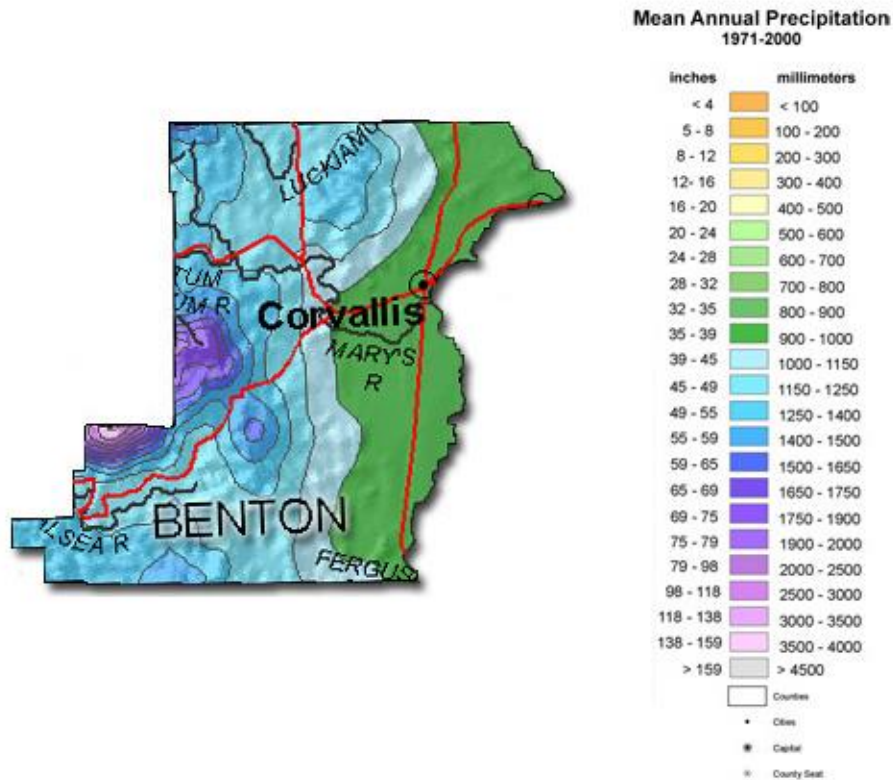 Mean Annual Precipitation
1971-2000
inches millimeters
< 4 < 100
5 - 8 100 - 200
8 - 12 200 - 300
12- 16 300 - 400
16 - 20 400 - 500
20 - 24 500 - 600
24 - 28 600 - 700
28 - 32 700 - 800
32 - 35 800 - 900
35 - 39 900 - 1000
39 - 45 1000 - 1150
45 - 49 1150 - 1250
49 - 55 1250 - 1400
55 - 59 1400 - 1500
59 - 65 1500 - 1650
65 - 69 1650 - 1750
69 - 75 1750 - 1900
75 - 79 1900 - 2000
79 - 98 2000 - 2500
98 - 118 2500 - 3000
118 - 138 3000 - 3500
138 - 159 3500 - 4000
> 159 > 4500
Counties
Cities
Capital
County Seat
LUCKIAMU
TUM
UM R
Corvallis
MARY'S
R
BENTON
LSEA R
FERGUS